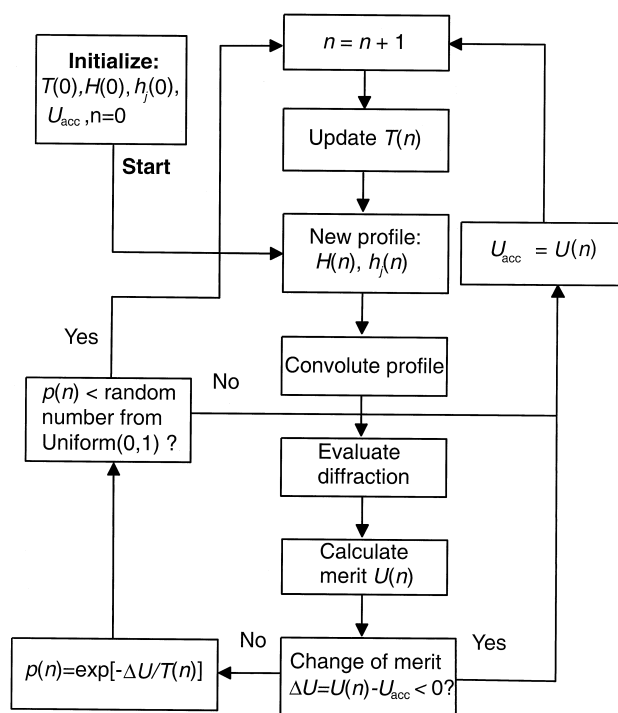 Initialize:
T(0),H(0),hj(0),
Uacc ,n=0
Start
n = n + 1
Update T(n)
New profile:
H(n), hj(n)
Uacc = U(n)
Convolute profile
Yes
p(n) < random
number from
Uniform(0,1) ?
No
Evaluate
diffraction
Calculate
merit U(n)
No
Yes
p(n)=exp[-ΔU/T(n)]
Change of merit
ΔU=U(n)-Uacc < 0?